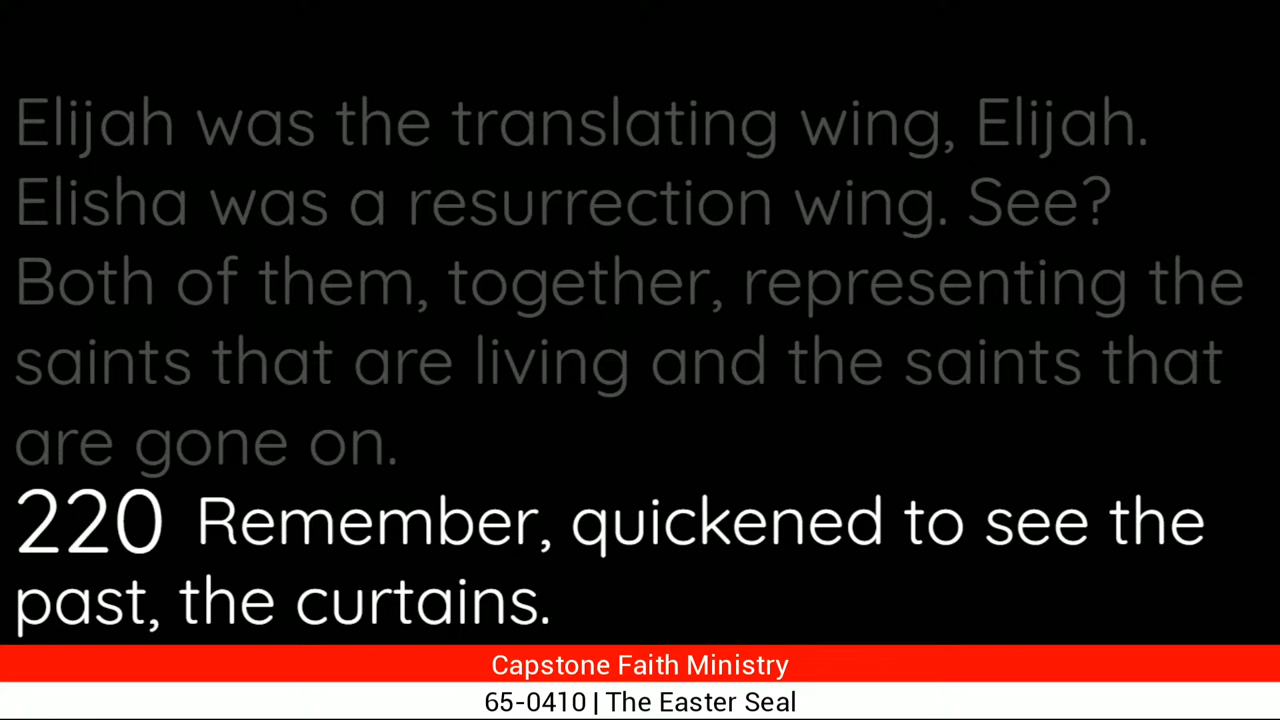 Elijah was the translating wing, Elijah.
Elisha was a resurrection wing. See?
Both of them, together, representing the
saints that are living and the saints that
are gone on.
220 Remember, quickened to see the
past, the curtains.
Capstone Faith Ministry
65-0410 | The Easter Seal